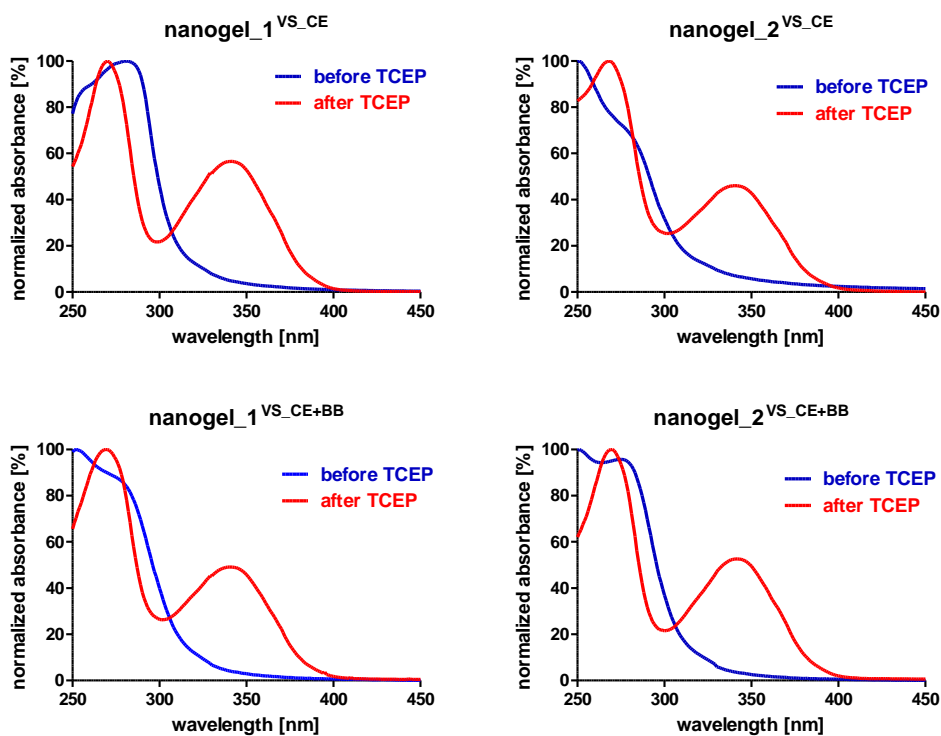 nanogel_1VS_CE
normalized absorbance [%]
100
80
60
40
20
0
before TCEP
after TCEP
250 300 350 400 450
wavelength [nm]
nanogel_2VS_CE
normalized absorbance [%]
100
80
60
40
20
0
before TCEP
after TCEP
250 300 350 400 450
wavelength [nm]
nanogel_1VS_CE+BB
normalized absorbance [%]
100
80
60
40
20
0
before TCEP
after TCEP
250 300 350 400 450
wavelength [nm]
nanogel_2VS_CE+BB
normalized absorbance [%]
100
80
60
40
20
0
before TCEP
after TCEP
250 300 350 400 450
wavelength [nm]